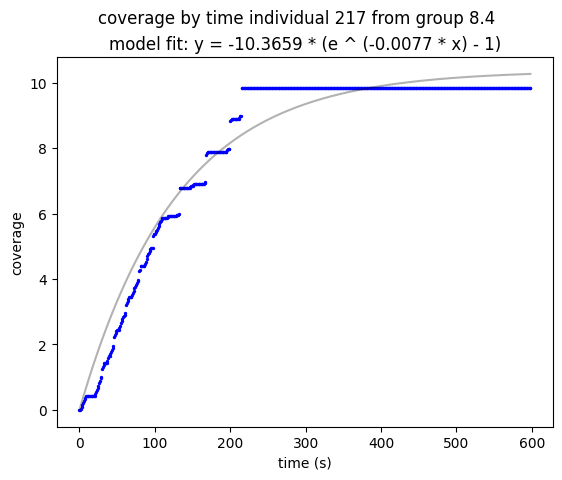 coverage by time individual 217 from group 8.4
model fit: y = -10.3659 * (e ^ (-0.0077 * x) - 1)
10
8
6
4
2
0
coverage
0 100 200 300 400 500 600
time (s)